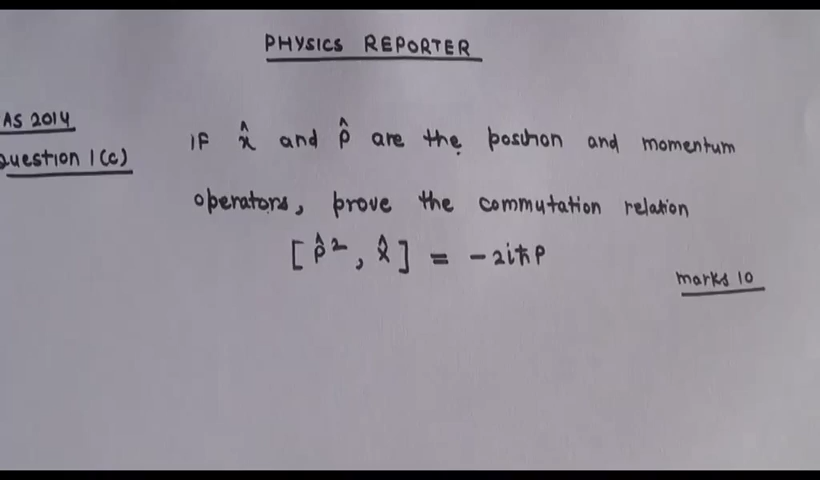 PHYSICS REPORTER
AS 2014
question 1(c)
If x̂ and p̂ are the position and momentum
operators, prove the commutation relation
[p̂², x̂] = -2iħp
marks 10